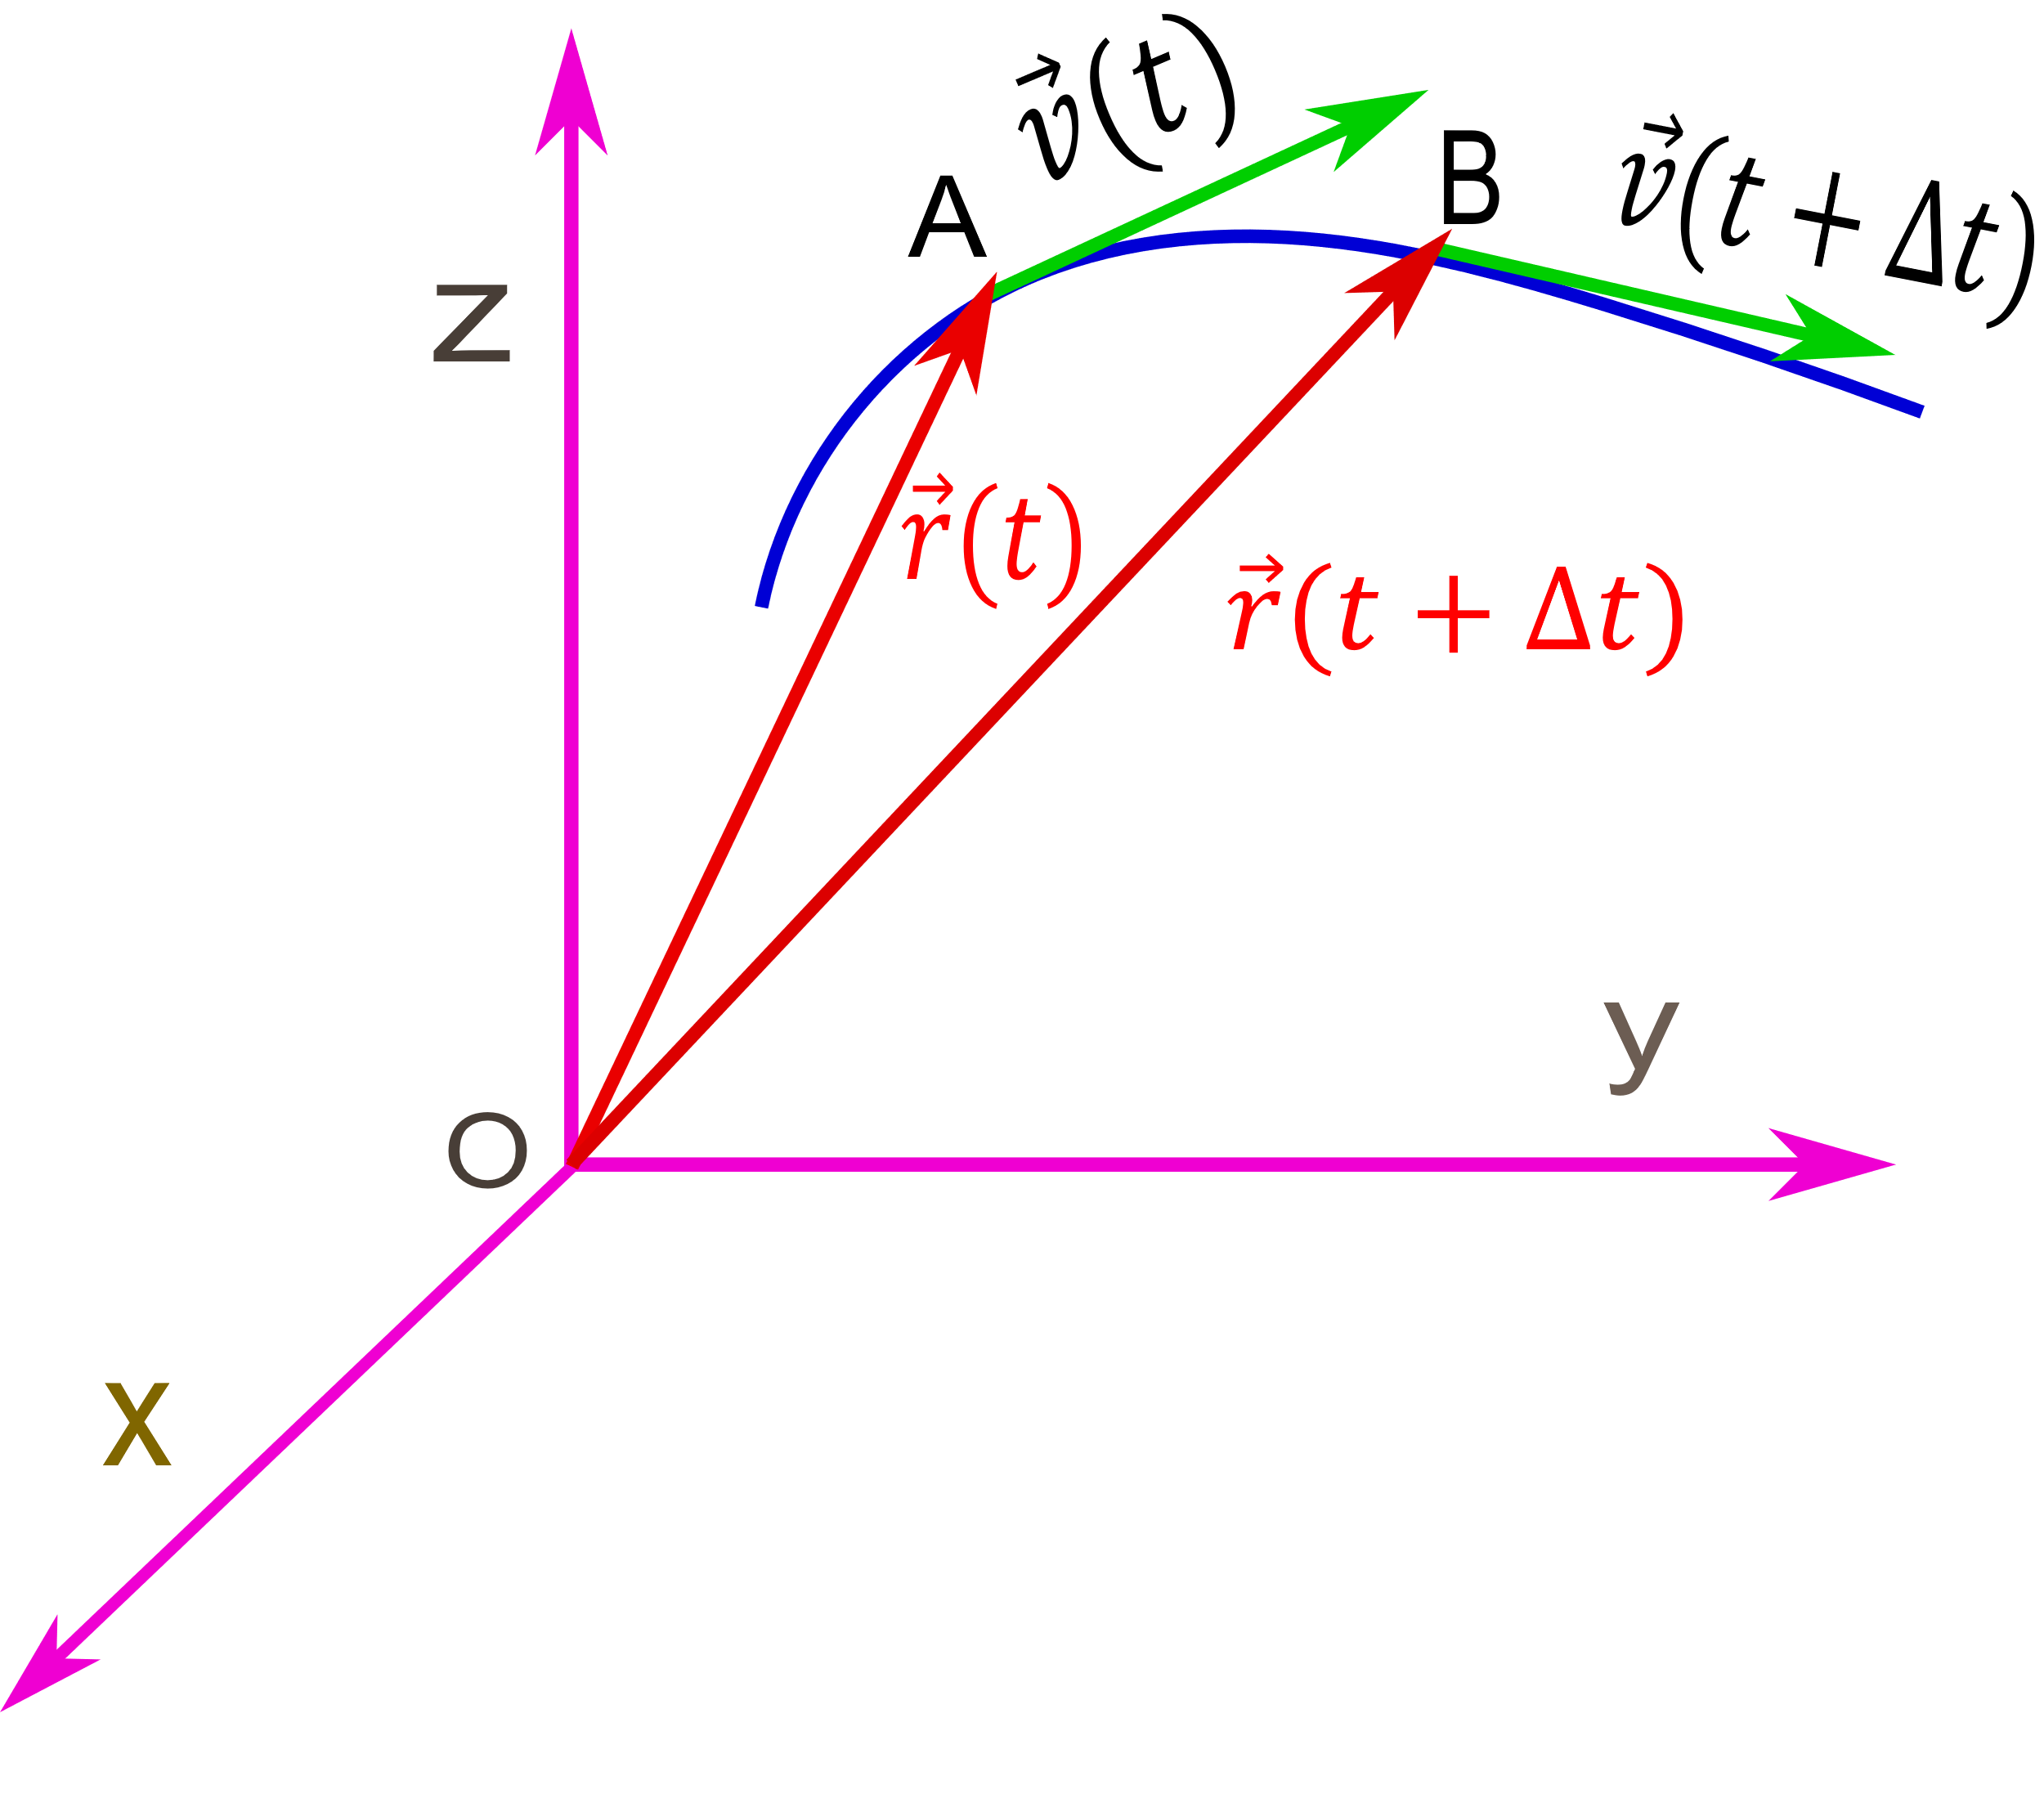 v⃗(t)
A
B
v⃗(t + Δt)
z
r⃗(t)
r⃗(t + Δt)
y
O
x